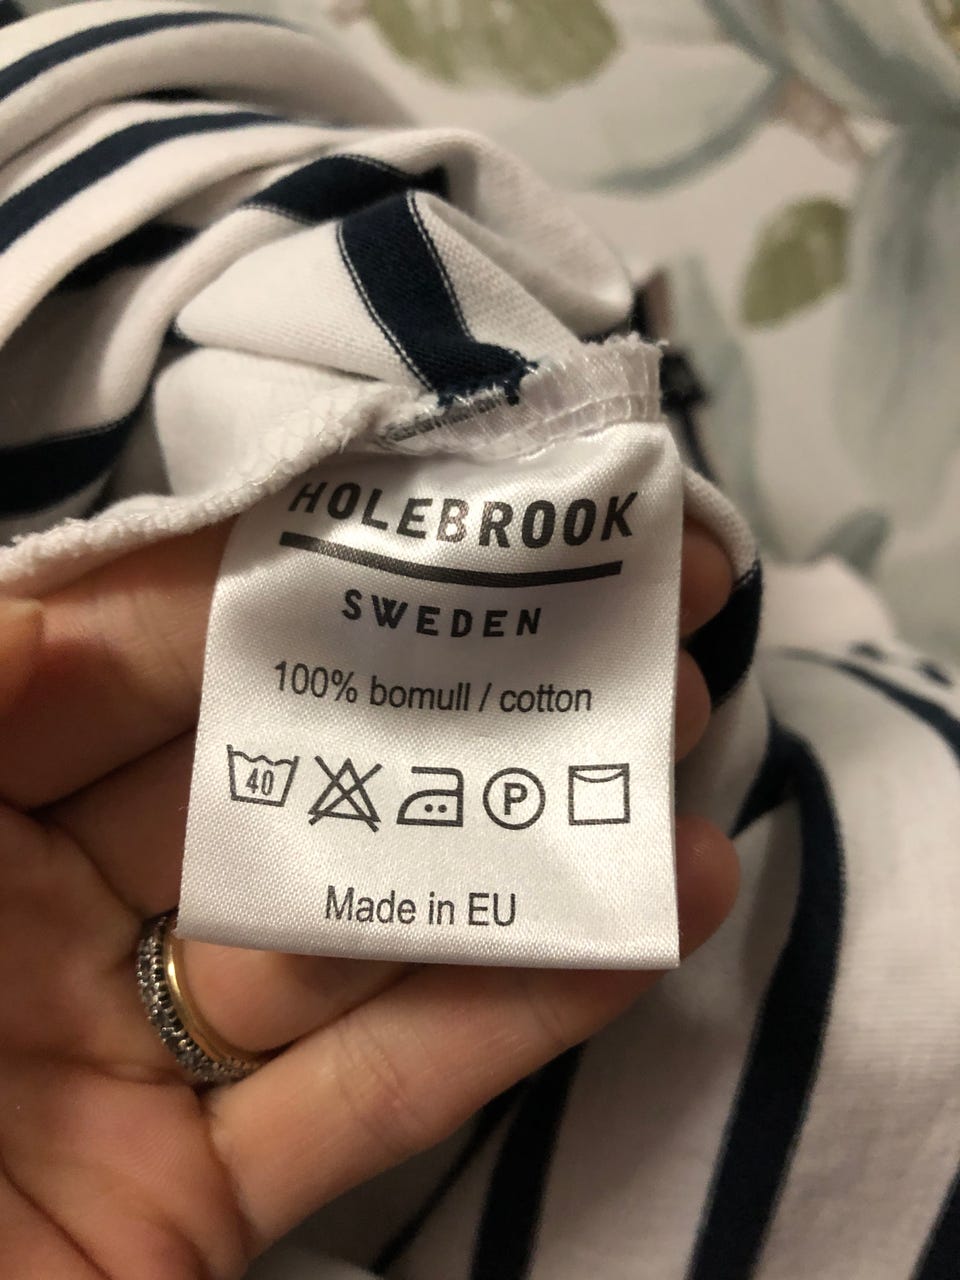 HOLEBROOK
SWEDEN
100% bomull / cotton
40 P
Made in EU